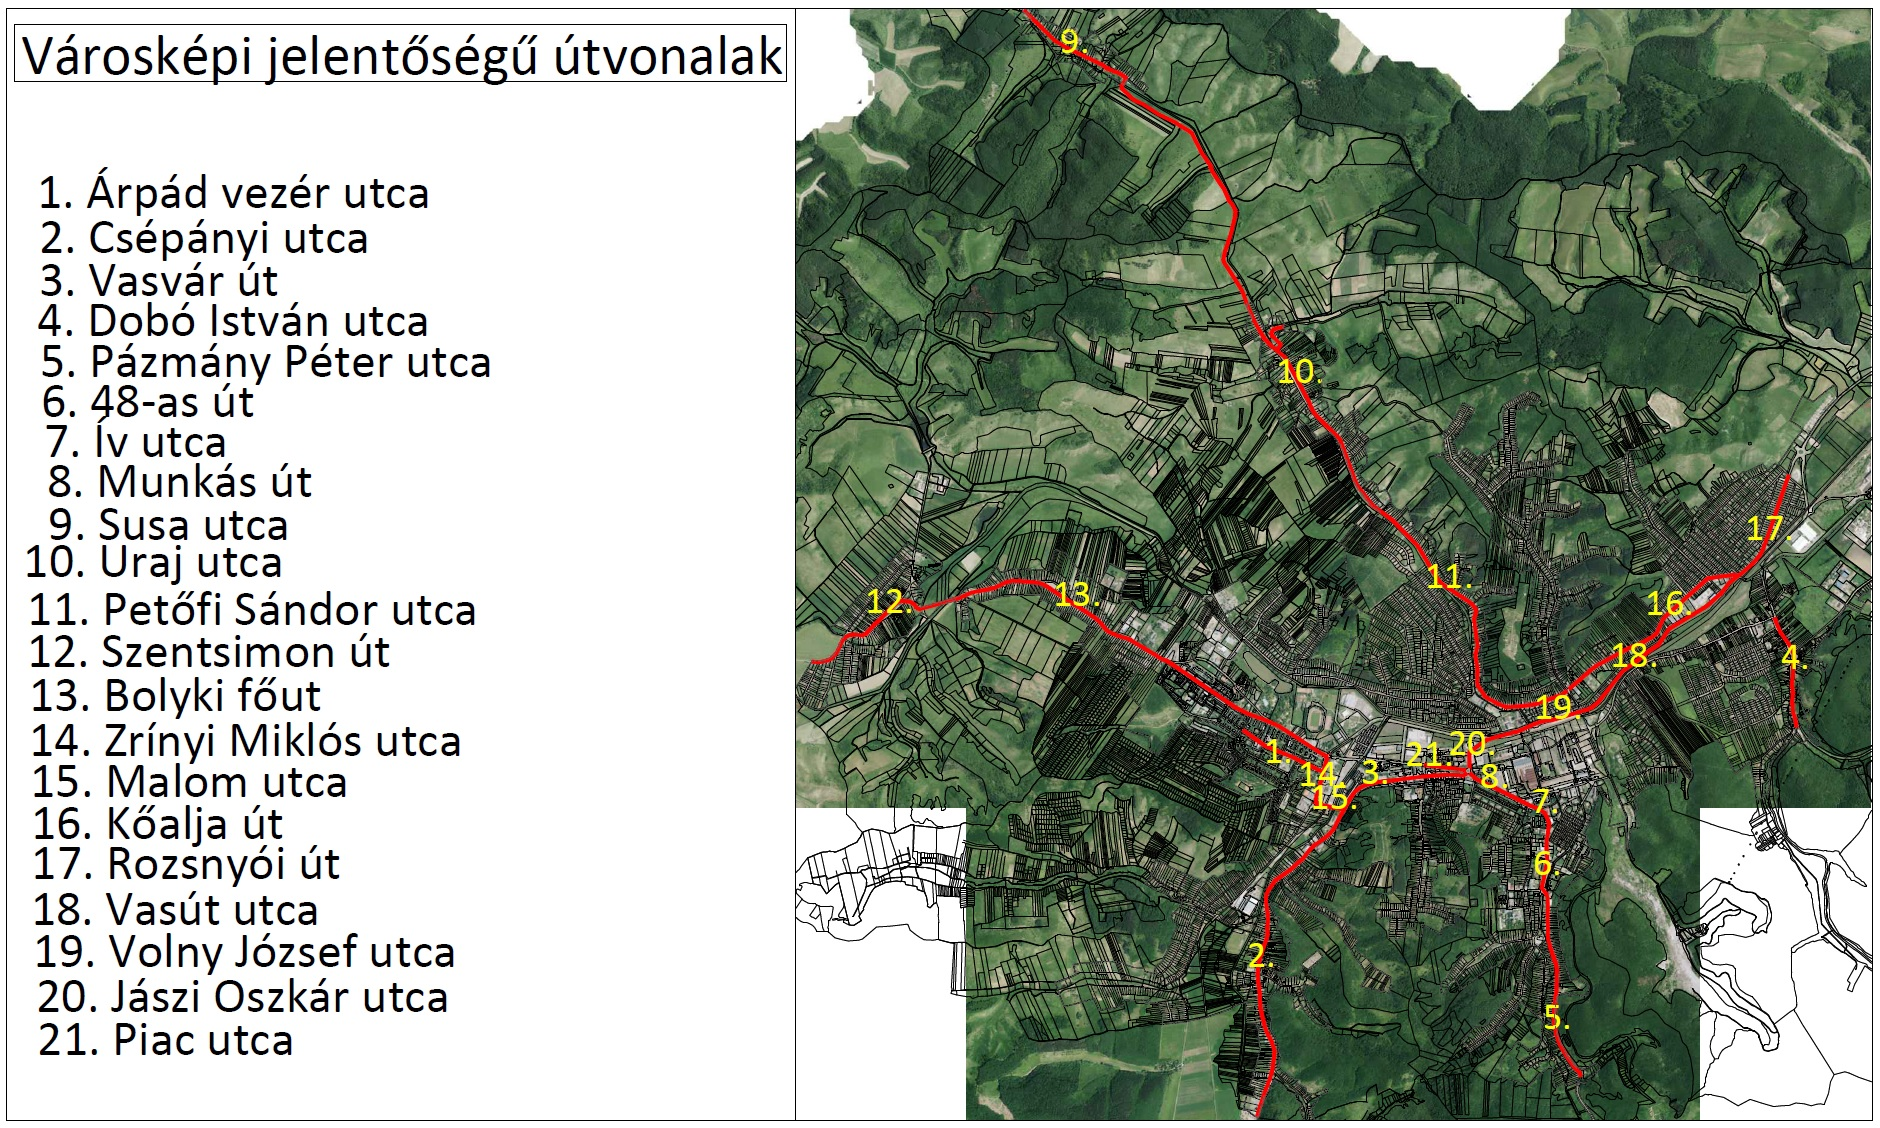 Városképi jelentőségű útvonalak
1. Árpád vezér utca
2. Csépányi utca
3. Vasvár út
4. Dobó István utca
5. Pázmány Péter utca
6. 48-as út
7. Ív utca
8. Munkás út
9. Susa utca
10. Uraj utca
11. Petőfi Sándor utca
12. Szentsimon út
13. Bolyki főut
14. Zrínyi Miklós utca
15. Malom utca
16. Kőalja út
17. Rozsnyói út
18. Vasút utca
19. Volny József utca
20. Jászi Oszkár utca
21. Piac utca
9.
10.
17.
11.
12.
13.
16.
18.
4.
19.
20.
1.
21.
14.
3.
8.
15.
7.
6.
2.
5.